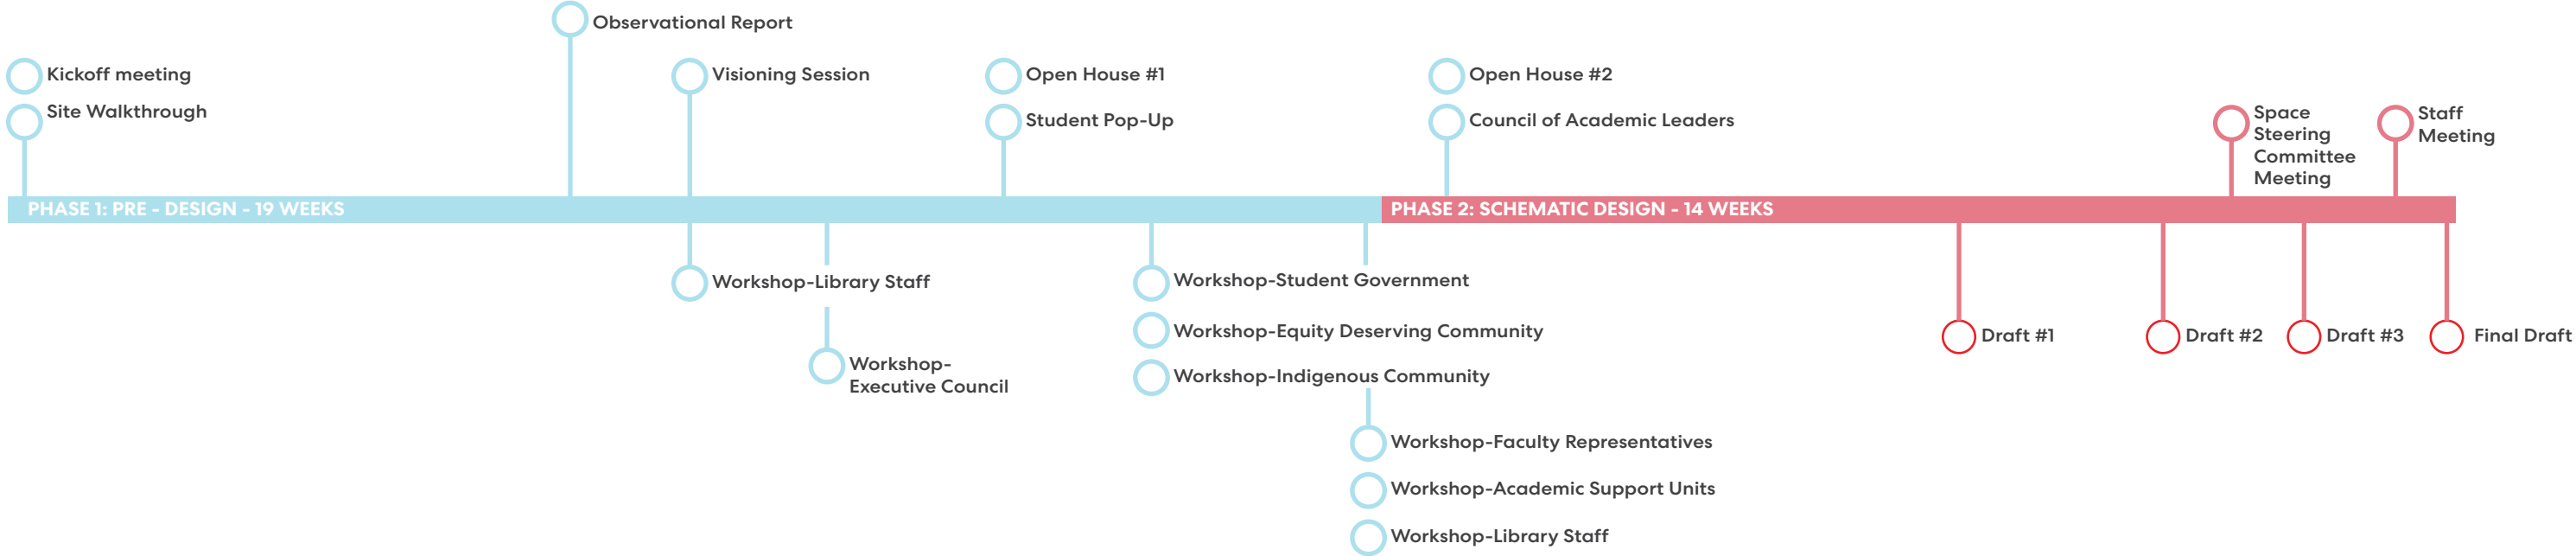 Observational Report
Kickoff meeting
Site Walkthrough
Visioning Session
Open House #1
Student Pop-Up
Open House #2
Council of Academic Leaders
Space
Steering
Committee
Meeting
Staff
Meeting
PHASE 1: PRE - DESIGN - 19 WEEKS
PHASE 2: SCHEMATIC DESIGN - 14 WEEKS
Workshop-Library Staff
Workshop-
Executive Council
Workshop-Student Government
Workshop-Equity Deserving Community
Workshop-Indigenous Community
Workshop-Faculty Representatives
Workshop-Academic Support Units
Workshop-Library Staff
Draft #1
Draft #2
Draft #3
Final Draft